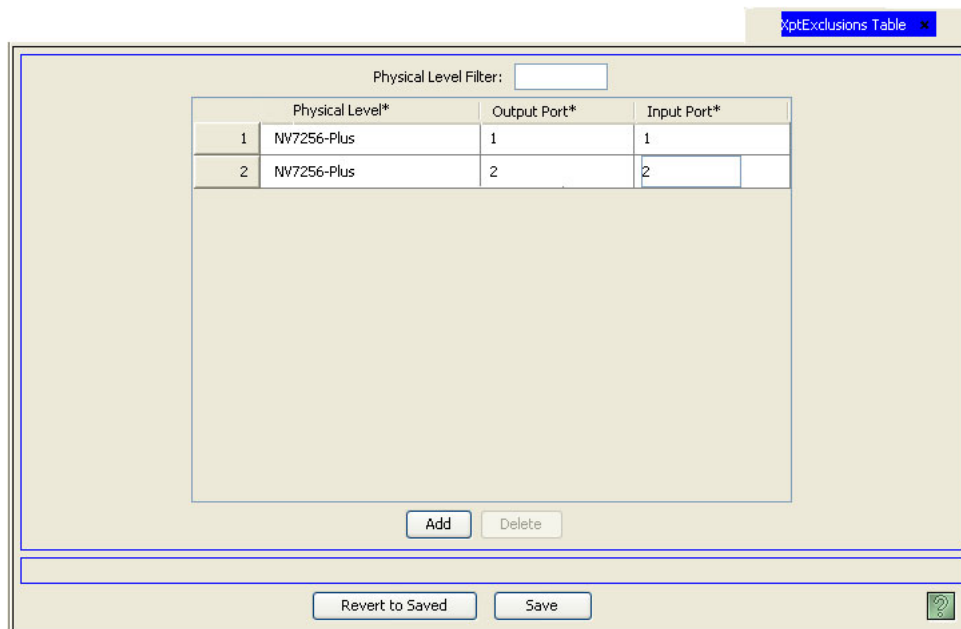 XptExclusions Table ×
Physical Level Filter:
Physical Level* Output Port* Input Port*
1 NV7256-Plus 1 1
2 NV7256-Plus 2 2
Add Delete
Revert to Saved Save ?